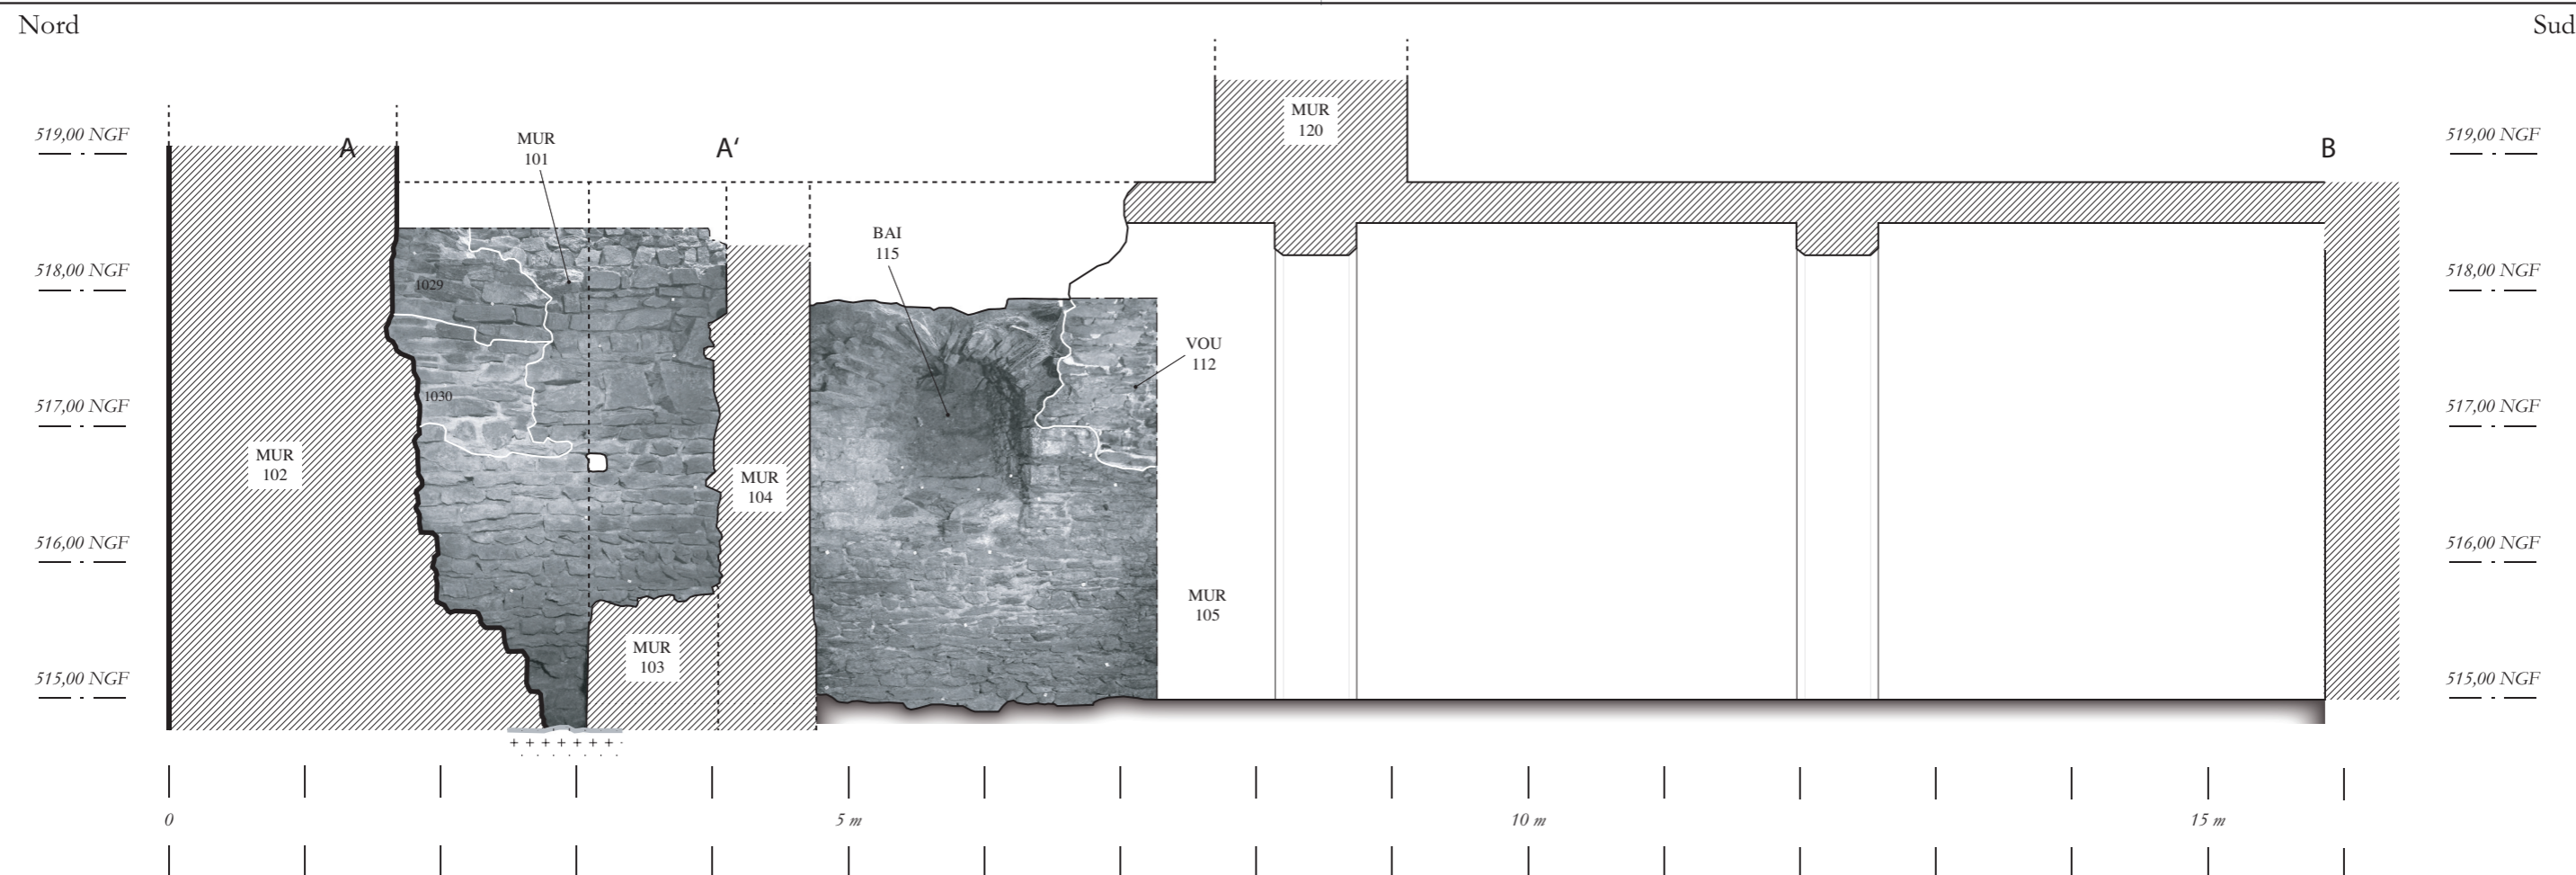 Nord
Sud
519,00 NGF
A
MUR
101
A'
MUR
120
B
519,00 NGF
518,00 NGF
1029
BAI
115
518,00 NGF
VOU
112
517,00 NGF
1030
517,00 NGF
MUR
102
MUR
104
516,00 NGF
516,00 NGF
MUR
105
MUR
103
515,00 NGF
515,00 NGF
0
5 m
10 m
15 m